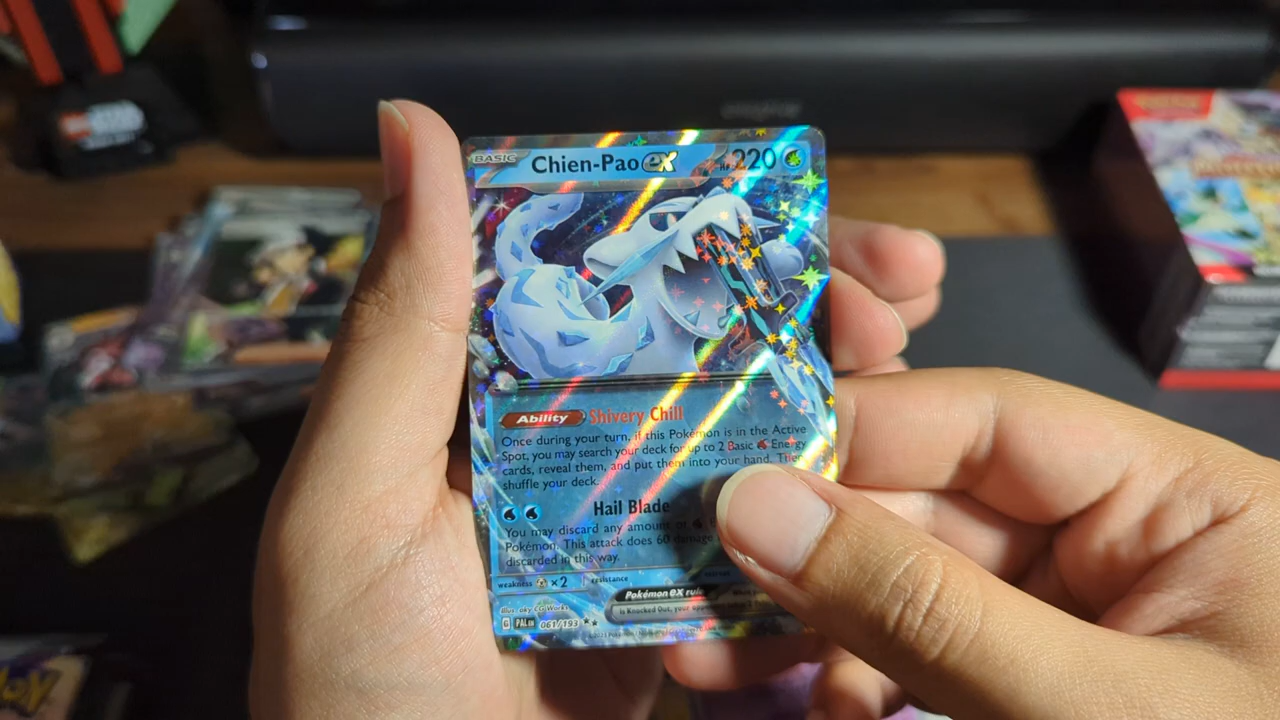 BASIC Chien-Pao ex HP 220
Ability Shivery Chill
Once during your turn, if this Pokémon is in the Active
Spot, you may search your deck for up to 2 Basic Energy
cards, reveal them, and put them into your hand. Then
shuffle your deck.
Hail Blade
You may discard any amount of
Pokémon. This attack does 60 damage
discarded in this way.
weakness ×2 resistance retreat
Pokémon ex rule
is Knocked Out, your opponent
Illus. aky CG Works
G PAL EN 061/193